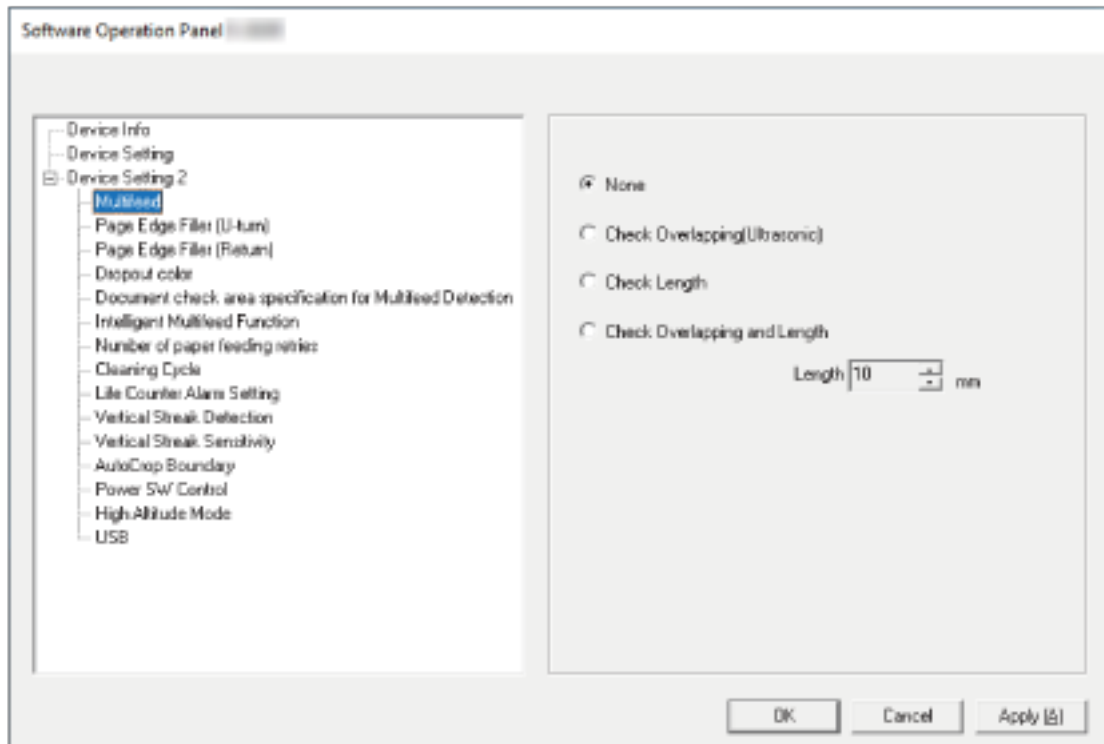 Software Operation Panel
Device Info
Device Setting
Device Setting 2
Multifeed
Page Edge Filler (U-turn)
Page Edge Filler (Return)
Dropout color
Document check area specification for Multifeed Detection
Intelligent Multifeed Function
Number of paper feeding retries
Cleaning Cycle
Life Counter Alarm Setting
Vertical Streak Detection
Vertical Streak Sensitivity
AutoCrop Boundary
Power SW Control
High Altitude Mode
USB
None
Check Overlapping(Ultrasonic)
Check Length
Check Overlapping and Length
Length 10 mm
OK Cancel Apply (A)